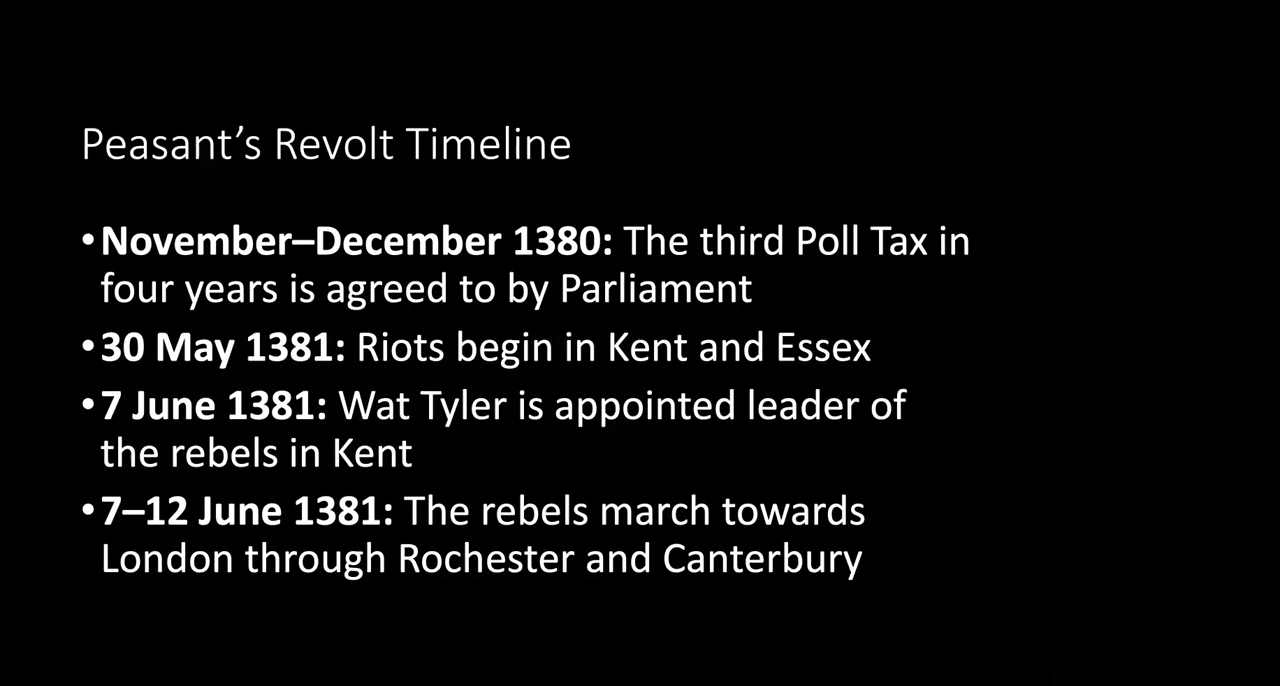 Peasant’s Revolt Timeline
•November–December 1380: The third Poll Tax in
four years is agreed to by Parliament
•30 May 1381: Riots begin in Kent and Essex
•7 June 1381: Wat Tyler is appointed leader of
the rebels in Kent
•7–12 June 1381: The rebels march towards
London through Rochester and Canterbury